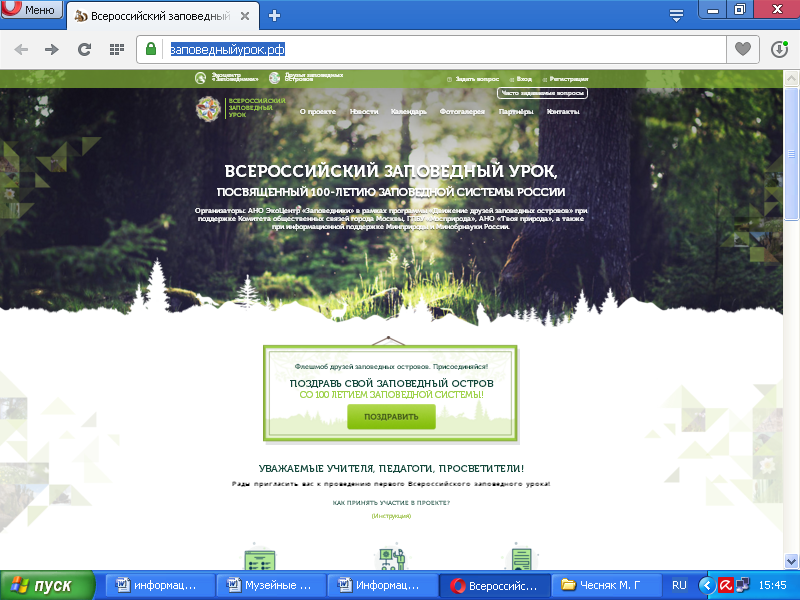 Меню
Всероссийский заповедный
заповедныйурок.рф
Экоцентр «Заповедники»
Друзья заповедных островов
Задать вопрос
Вход
Регистрация
Часто задаваемые вопросы
ВСЕРОССИЙСКИЙ
ЗАПОВЕДНЫЙ
УРОК
О проекте Новости Календарь Фотогалерея Партнёры Контакты
ВСЕРОССИЙСКИЙ ЗАПОВЕДНЫЙ УРОК,
ПОСВЯЩЕННЫЙ 100-ЛЕТИЮ ЗАПОВЕДНОЙ СИСТЕМЫ РОССИИ
Организаторы: АНО ЭкоЦентр «Заповедники» в рамках программы «Движение друзей заповедных островов» при
поддержке Комитета общественных связей города Москвы, ГПБУ «Мосприрода», АНО «Твоя природа», а также
при информационной поддержке Минприроды и Минобрнауки России.
Флешмоб друзей заповедных островов. Присоединяйся!
ПОЗДРАВЬ СВОЙ ЗАПОВЕДНЫЙ ОСТРОВ
СО 100 ЛЕТИЕМ ЗАПОВЕДНОЙ СИСТЕМЫ!
ПОЗДРАВИТЬ
УВАЖАЕМЫЕ УЧИТЕЛЯ, ПЕДАГОГИ, ПРОСВЕТИТЕЛИ!
Рады пригласить вас к проведению первого Всероссийского заповедного урока!
КАК ПРИНЯТЬ УЧАСТИЕ В ПРОЕКТЕ?
(Инструкция)
пуск
информац...
Музейные ...
Информац...
Всероссийс...
Чесняк М. Г
RU
15:45